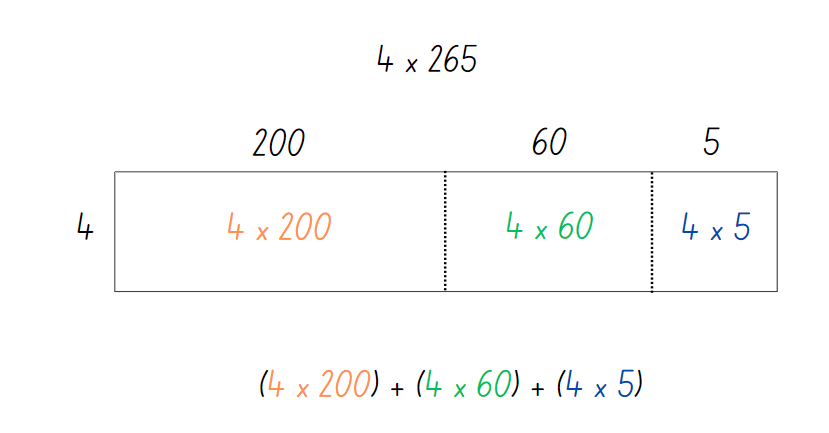 4 x 265
200 60 5
4 4 x 200 4 x 60 4 x 5
(4 x 200) + (4 x 60) + (4 x 5)